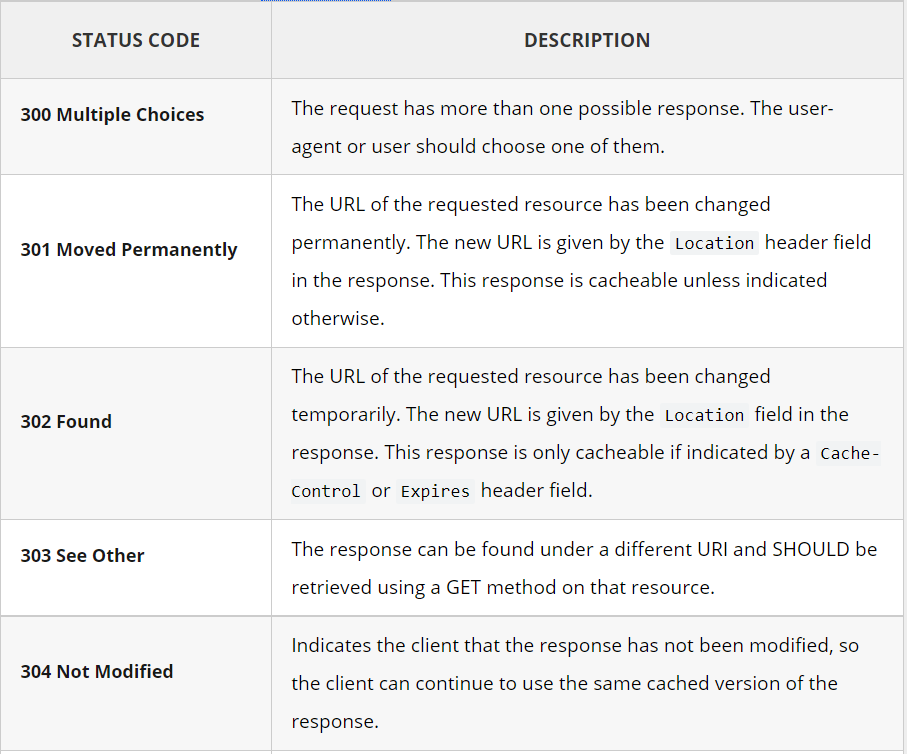 STATUS CODE DESCRIPTION
300 Multiple Choices
The request has more than one possible response. The user-
agent or user should choose one of them.
301 Moved Permanently
The URL of the requested resource has been changed
permanently. The new URL is given by the Location header field
in the response. This response is cacheable unless indicated
otherwise.
302 Found
The URL of the requested resource has been changed
temporarily. The new URL is given by the Location field in the
response. This response is only cacheable if indicated by a Cache-
Control or Expires header field.
303 See Other
The response can be found under a different URI and SHOULD be
retrieved using a GET method on that resource.
304 Not Modified
Indicates the client that the response has not been modified, so
the client can continue to use the same cached version of the
response.